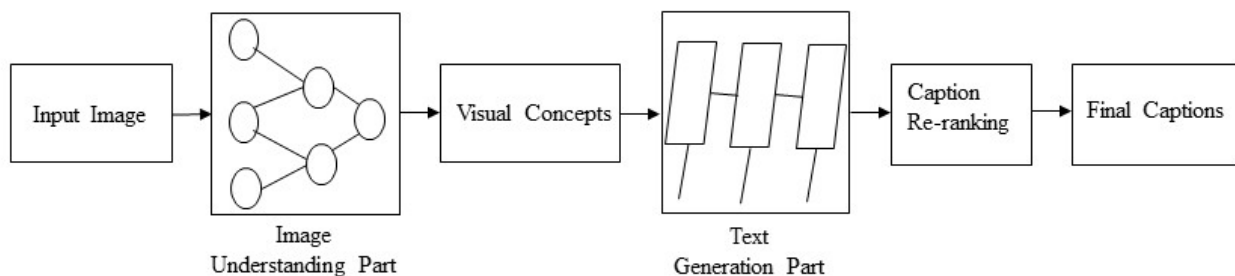 Input Image
Image
Understanding Part
Visual Concepts
Text
Generation Part
Caption
Re-ranking
Final Captions